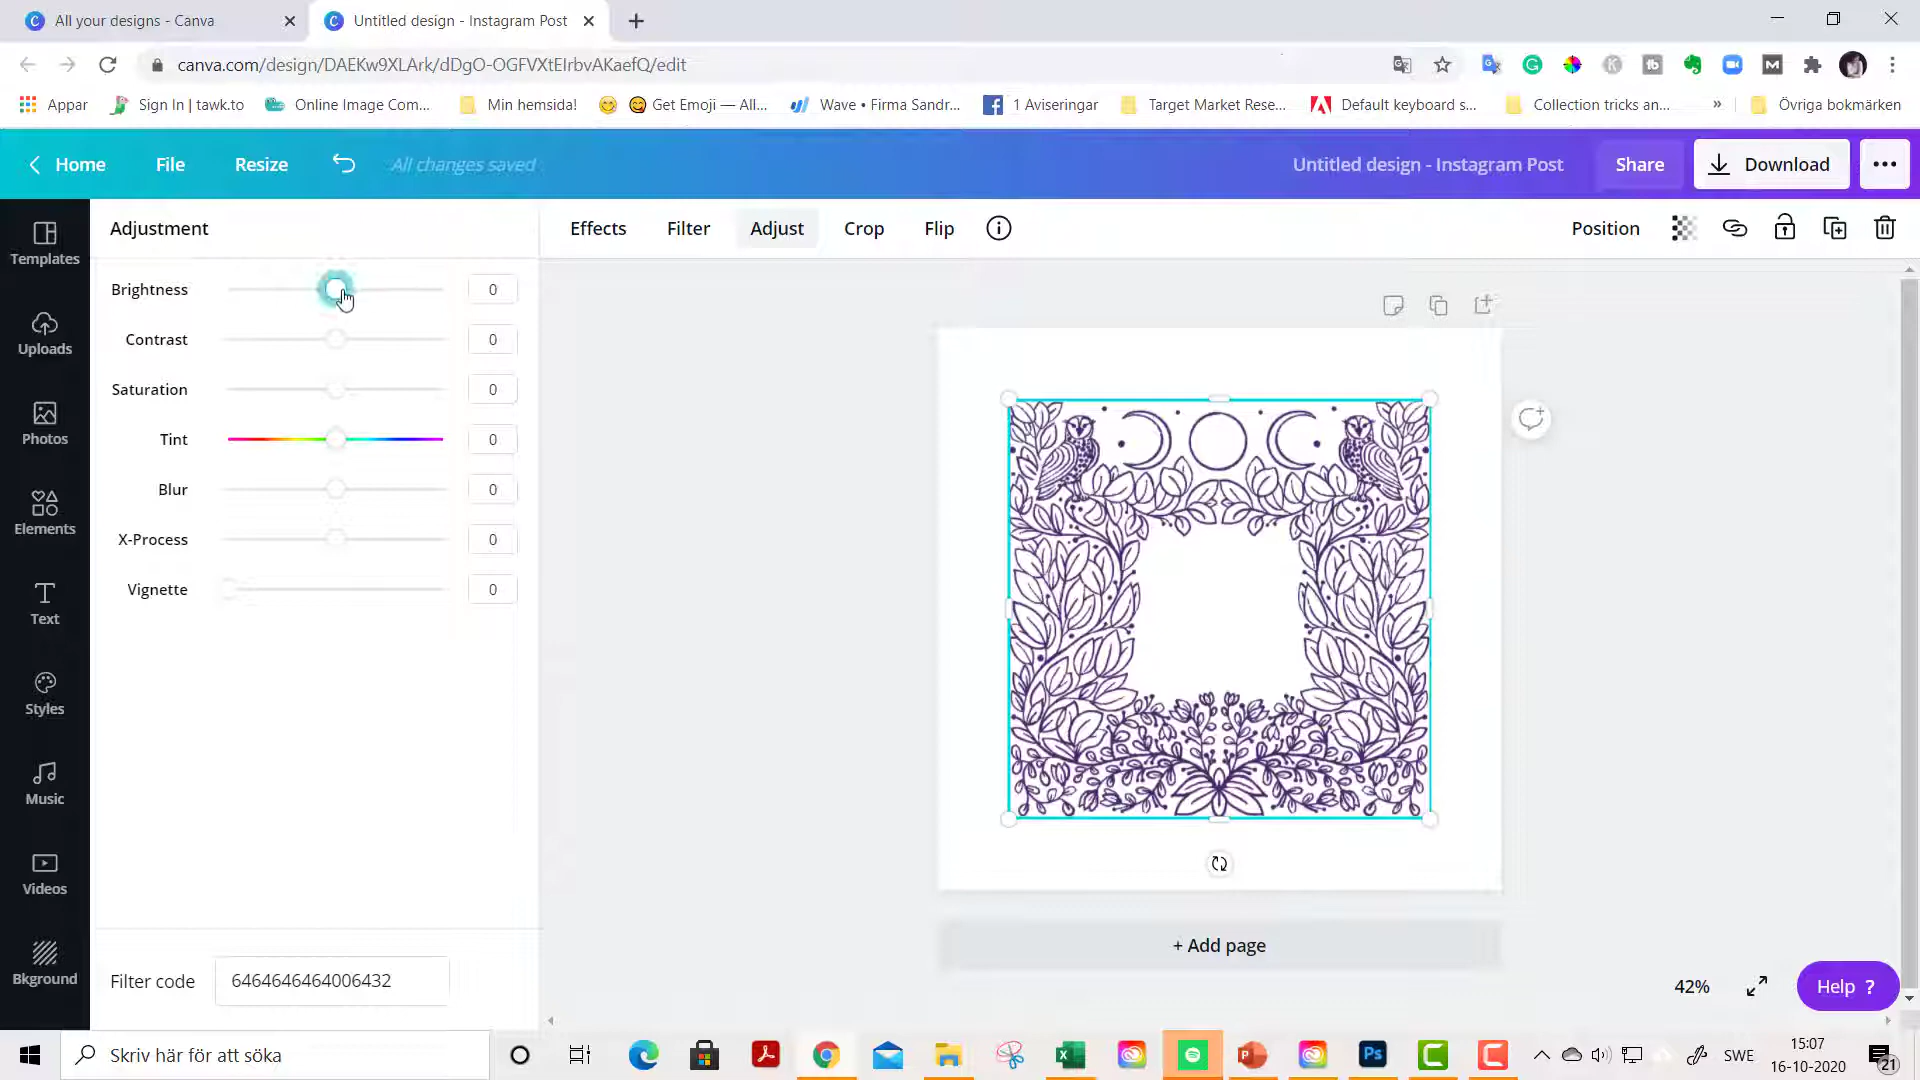 All your designs - Canva
Untitled design - Instagram Post
canva.com/design/DAEKw9XLArk/dDgO-OGFVXtEIrbvAKaefQ/edit
Appar
Sign In | tawk.to
Online Image Com...
Min hemsida!
Get Emoji — All...
Wave • Firma Sandr...
1 Aviseringar
Target Market Rese...
Default keyboard s...
Collection tricks an...
»
Övriga bokmärken
Home
File
Resize
All changes saved
Untitled design - Instagram Post
Share
Download
Templates
Uploads
Photos
Elements
Text
Styles
Music
Videos
Bkground
Adjustment
Effects
Filter
Adjust
Crop
Flip
Position
Brightness 0
Contrast 0
Saturation 0
Tint 0
Blur 0
X-Process 0
Vignette 0
Filter code 6464646464006432
+ Add page
42%
Help ?
Skriv här för att söka
SWE
15:07
16-10-2020
21